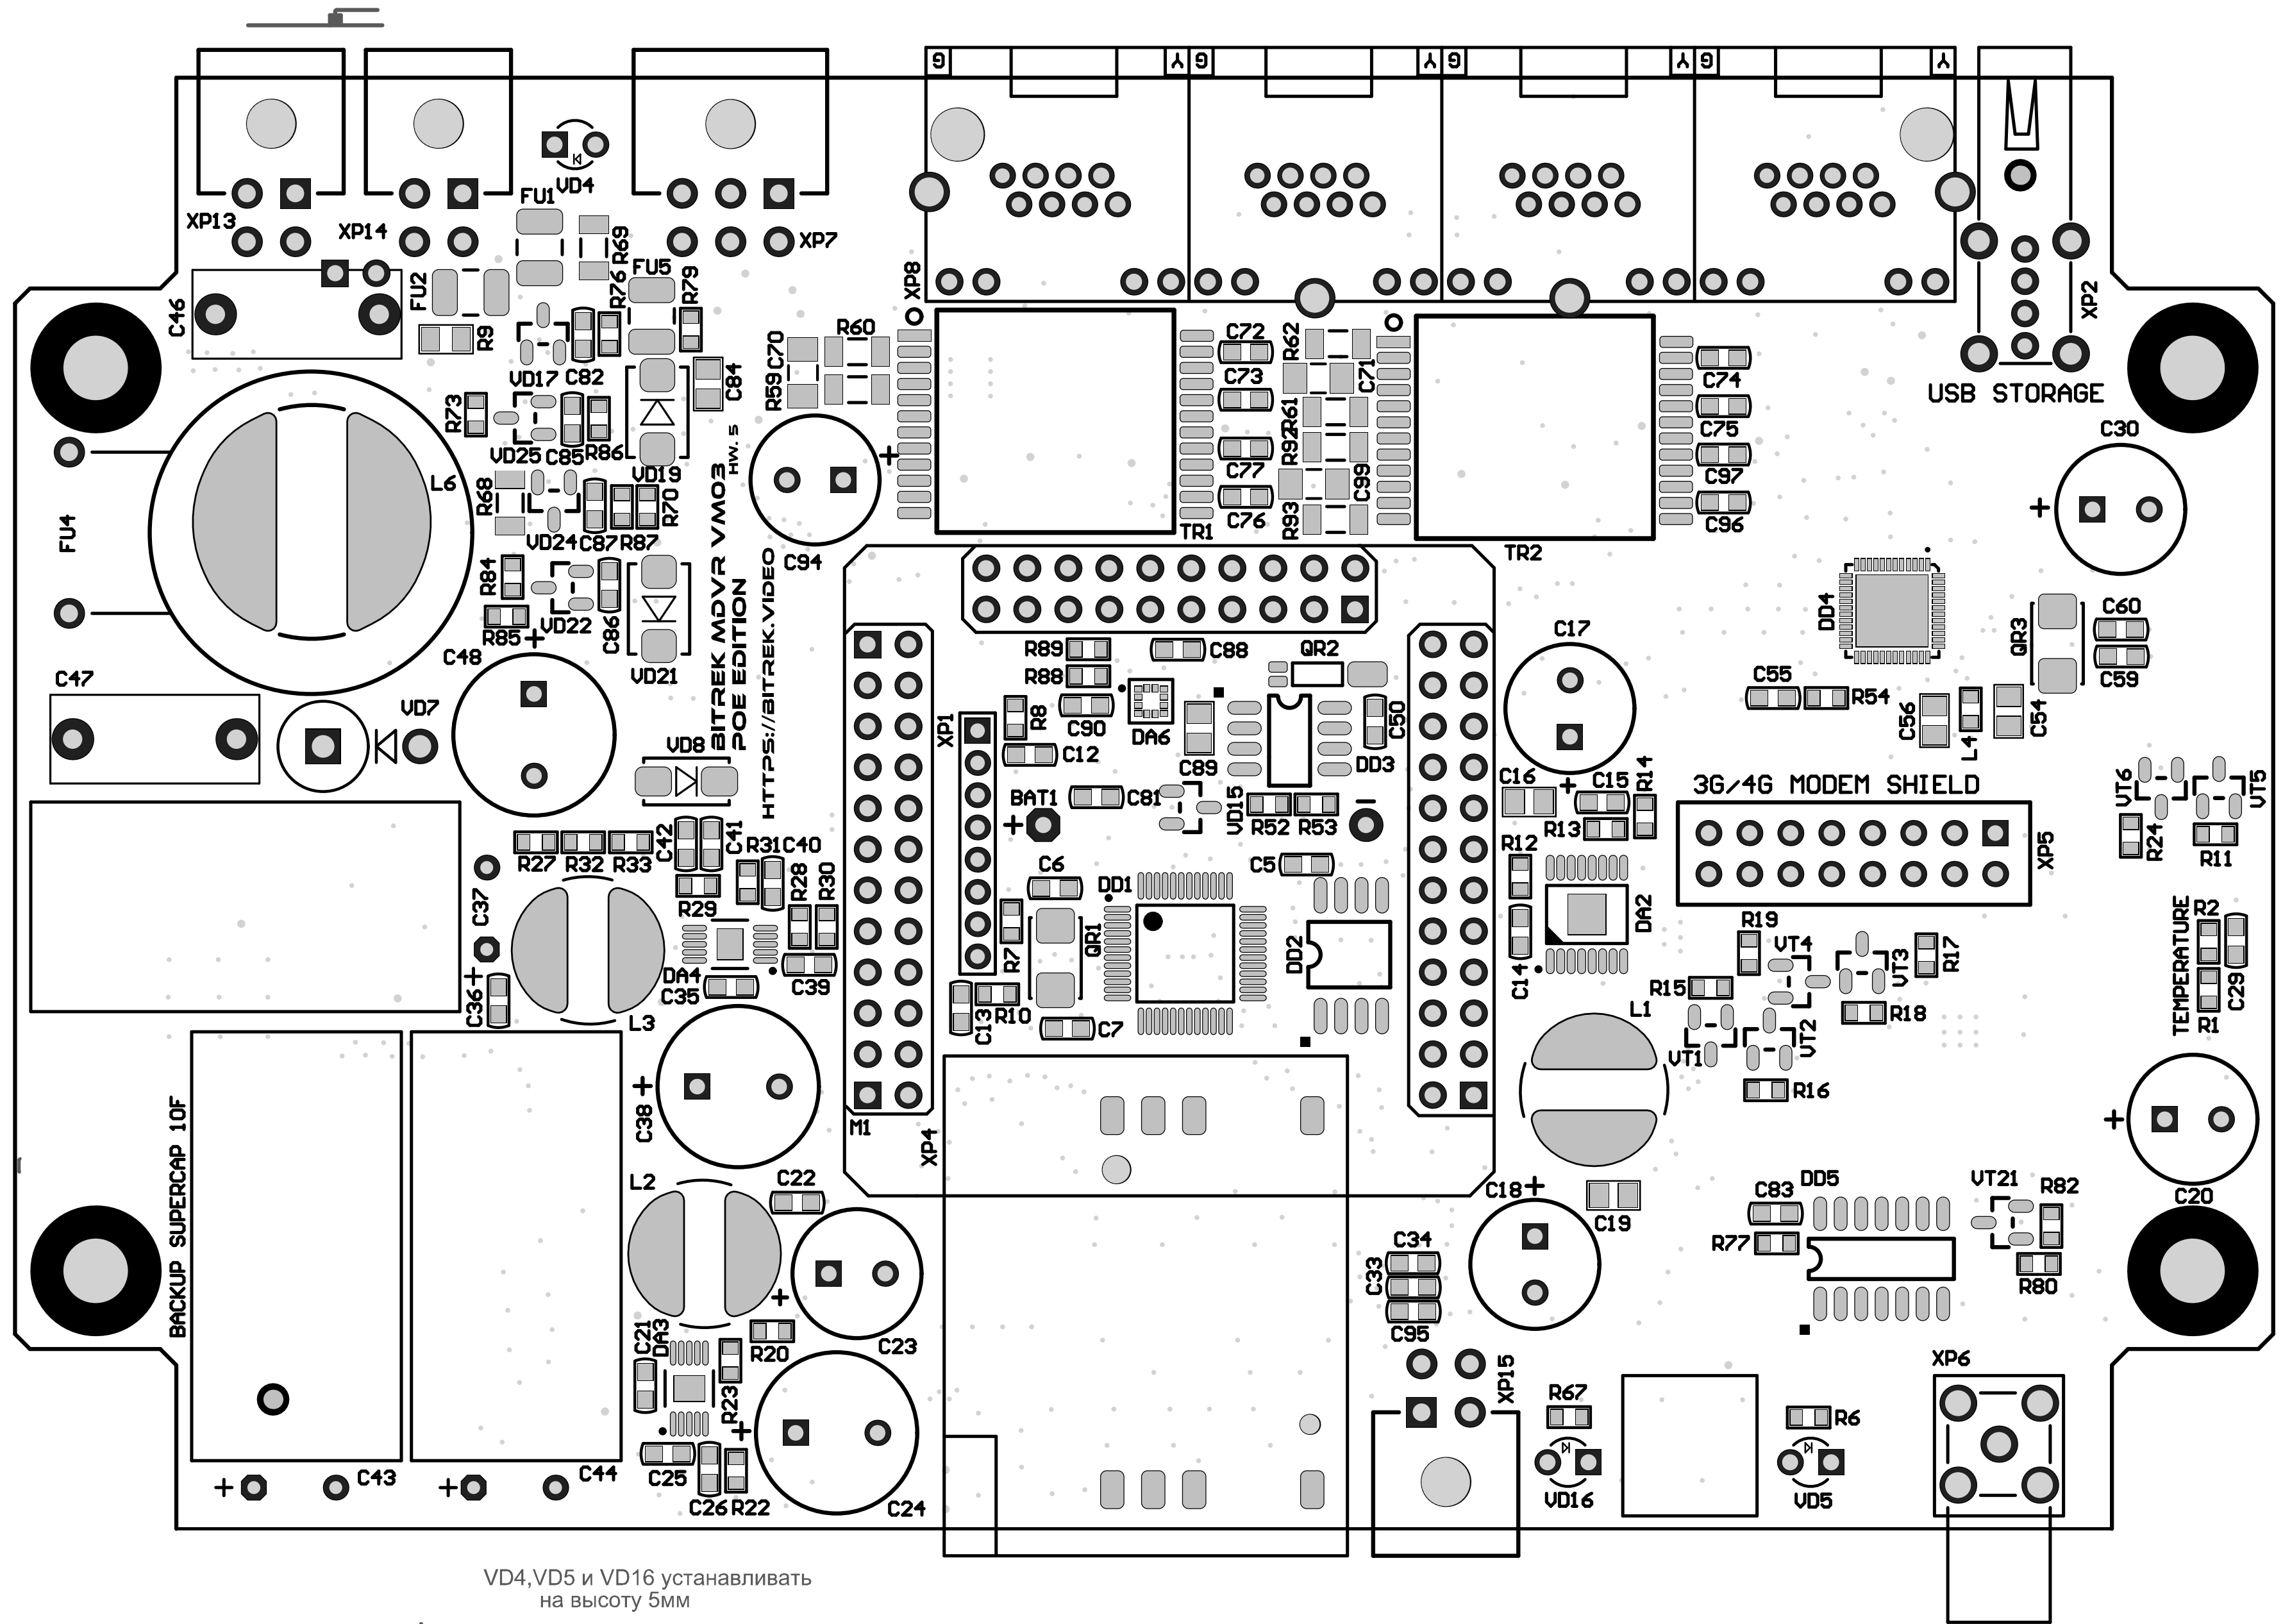 G
Y
G
Y
G
Y
G
Y
VD4
FU1
XP13
XP14
XP7
R69
R76
FU5
R79
FU2
C46
R9
XP8
XP2
C70
R60
R59
C72
R62
C73
C71
C74
VD17
C82
C84
USB STORAGE
R73
R61
C75
C30
VD25
C85
R86
VD19
R92
C77
C97
L6
R68
C99
C76
R93
C96
R70
FU4
VD24
C87
R87
TR1
TR2
C94
BITREK MDVR VM03
HW. 5
POE EDITION
HTTPS://BITREK.VIDEO
R84
R85
VD22
C86
VD21
DD4
QR3
C60
C59
C17
C48
C47
VD7
VD8
R89
R88
C88
QR2
C90
R8
XP1
DA6
C89
C50
DD3
C12
C55
R54
C56
L4
C54
BAT1
C81
VD15
R52
R53
C16
C15
R14
R13
R12
3G/4G MODEM SHIELD
XP5
VT6
VT5
R24
R11
R27
R32
R33
C42
C41
R31
C40
R28
R30
R29
C6
C5
DD1
C37
DA4
C35
C39
C36
L3
R7
QR1
DD2
C14
DA2
R19
VT4
VT3
R17
R15
R18
L1
VT1
VT2
R16
TEMPERATURE
R2
R1
C29
C13
R10
C7
C38
M1
XP4
BACKUP SUPERCAP 10F
L2
C22
C18
C19
C83
DD5
VT21
R82
C20
R77
R80
C34
C33
C95
C21
DA3
R20
C23
R23
XP15
R67
R6
XP6
C43
C44
C25
C26
R22
C24
VD16
VD5
VD4,VD5 и VD16 устанавливать
на высоту 5мм